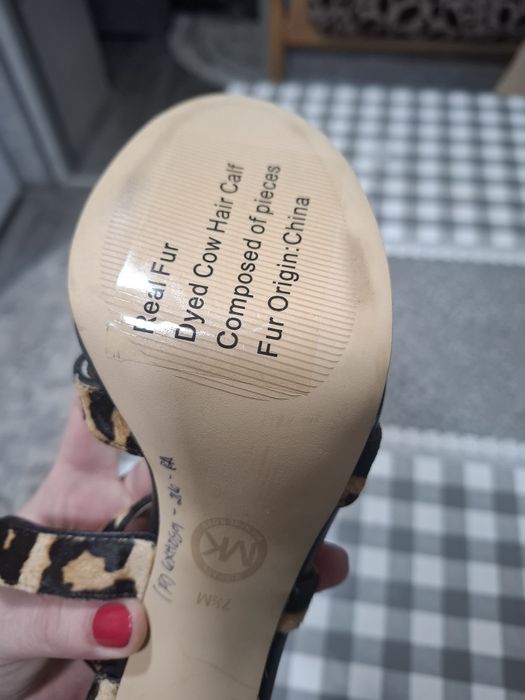 Real Fur
Dyed Cow Hair Calf
Composed of pieces
Fur Origin:China
MK
7½M